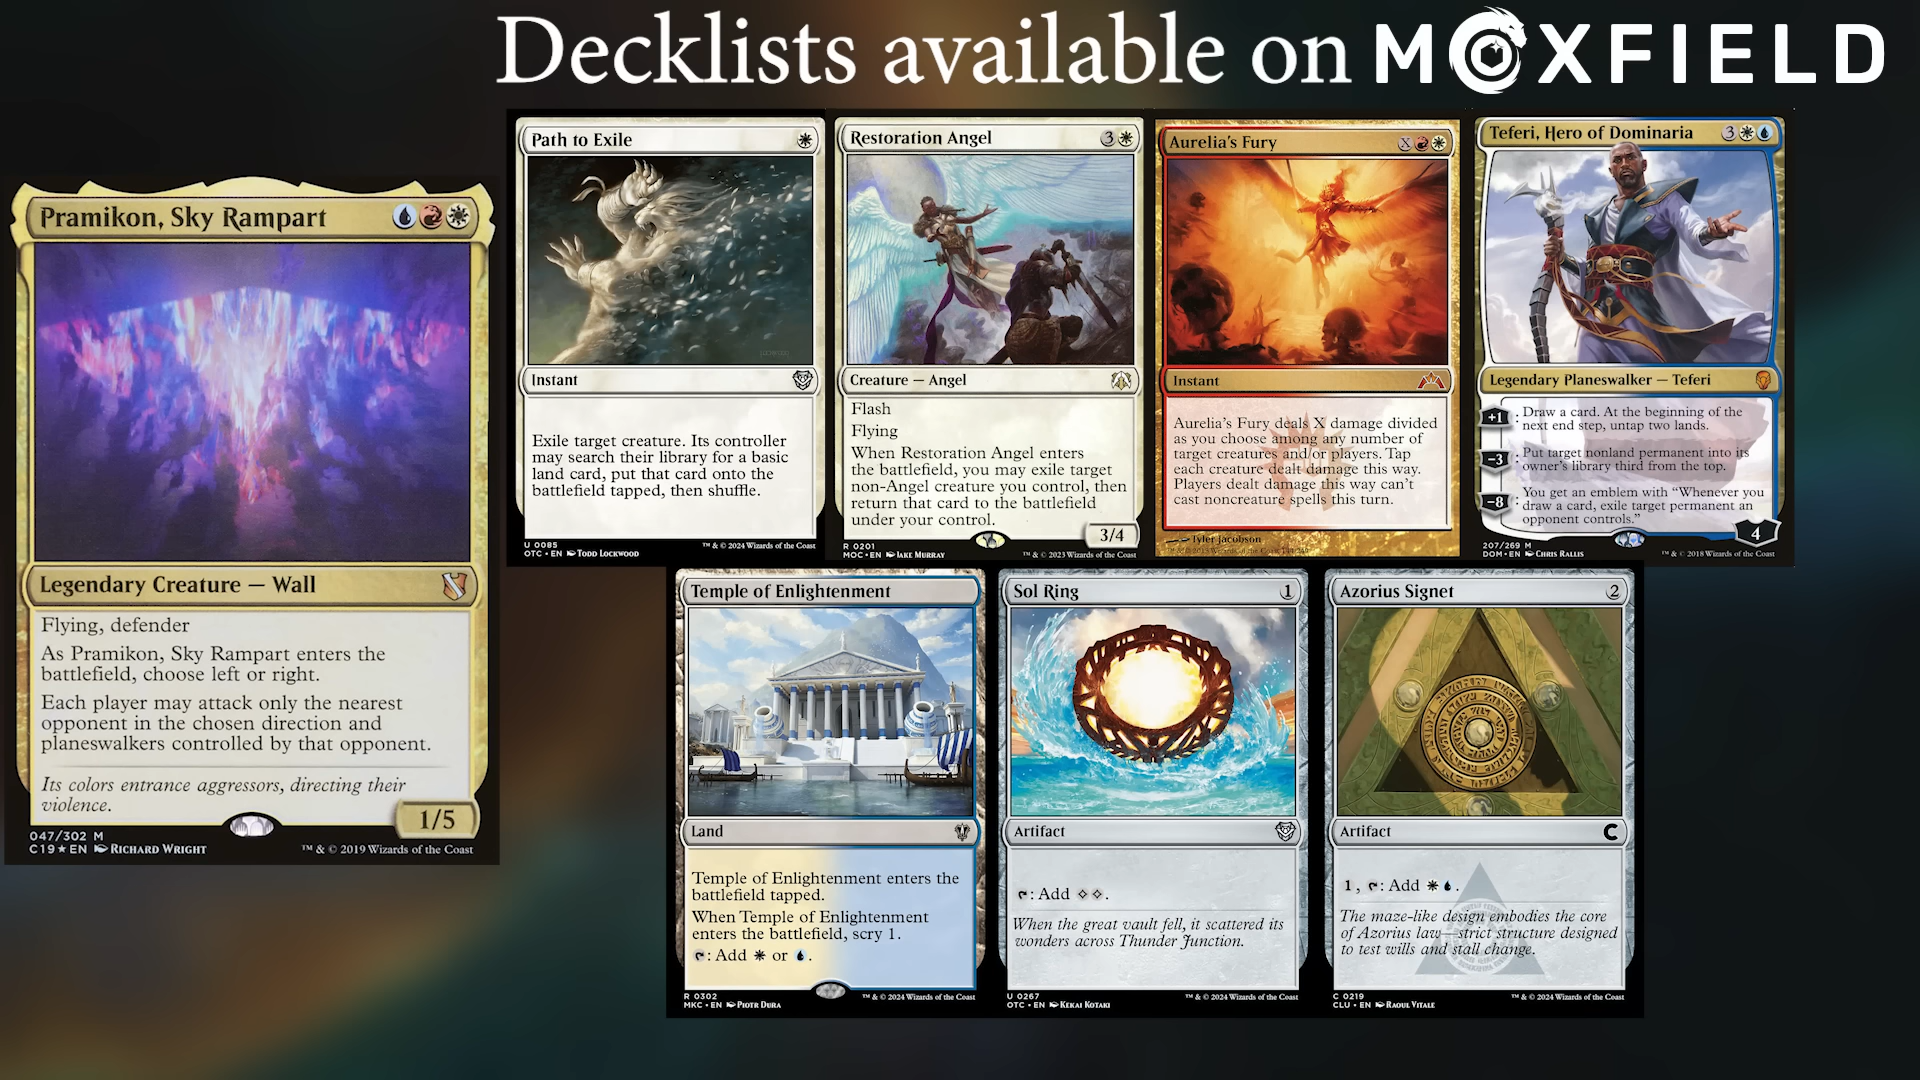 Decklists available on MOXFIELD
Pramikon, Sky Rampart
Legendary Creature — Wall
Flying, defender
As Pramikon, Sky Rampart enters the
battlefield, choose left or right.
Each player may attack only the nearest
opponent in the chosen direction and
planeswalkers controlled by that opponent.
Its colors entrance aggressors, directing their
violence.
1/5
047/302 M
C19★EN Richard Wright
™ & © 2019 Wizards of the Coast
Path to Exile
Instant
Exile target creature. Its controller
may search their library for a basic
land card, put that card onto the
battlefield tapped, then shuffle.
U 0085
OTC • EN Todd Lockwood
™ & © 2024 Wizards of the Coast
Restoration Angel 3
Creature — Angel
Flash
Flying
When Restoration Angel enters
the battlefield, you may exile target
non-Angel creature you control, then
return that card to the battlefield
under your control.
3/4
R 0201
MOC • EN Jake Murray
™ & © 2023 Wizards of the Coast
Aurelia's Fury X
Instant
Aurelia's Fury deals X damage divided
as you choose among any number of
target creatures and/or players. Tap
each creature dealt damage this way.
Players dealt damage this way can't
cast noncreature spells this turn.
Tyler Jacobson
Teferi, Hero of Dominaria 3
Legendary Planeswalker — Teferi
+1: Draw a card. At the beginning of the
next end step, untap two lands.
−3: Put target nonland permanent into its
owner's library third from the top.
−8: You get an emblem with "Whenever you
draw a card, exile target permanent an
opponent controls."
4
207/269 M
DOM • EN Chris Rallis
™ & © 2018 Wizards of the Coast
Temple of Enlightenment
Land
Temple of Enlightenment enters the
battlefield tapped.
When Temple of Enlightenment
enters the battlefield, scry 1.
: Add or .
R 0302
MKC • EN Piotr Dura
™ & © 2024 Wizards of the Coast
Sol Ring 1
Artifact
: Add .
When the great vault fell, it scattered its
wonders across Thunder Junction.
U 0267
OTC • EN Kekai Kotaki
™ & © 2024 Wizards of the Coast
Azorius Signet 2
Artifact
1, : Add .
The maze-like design embodies the core
of Azorius law—strict structure designed
to test wills and stall change.
C 0219
CLU • EN Raoul Vitale
™ & © 2024 Wizards of the Coast